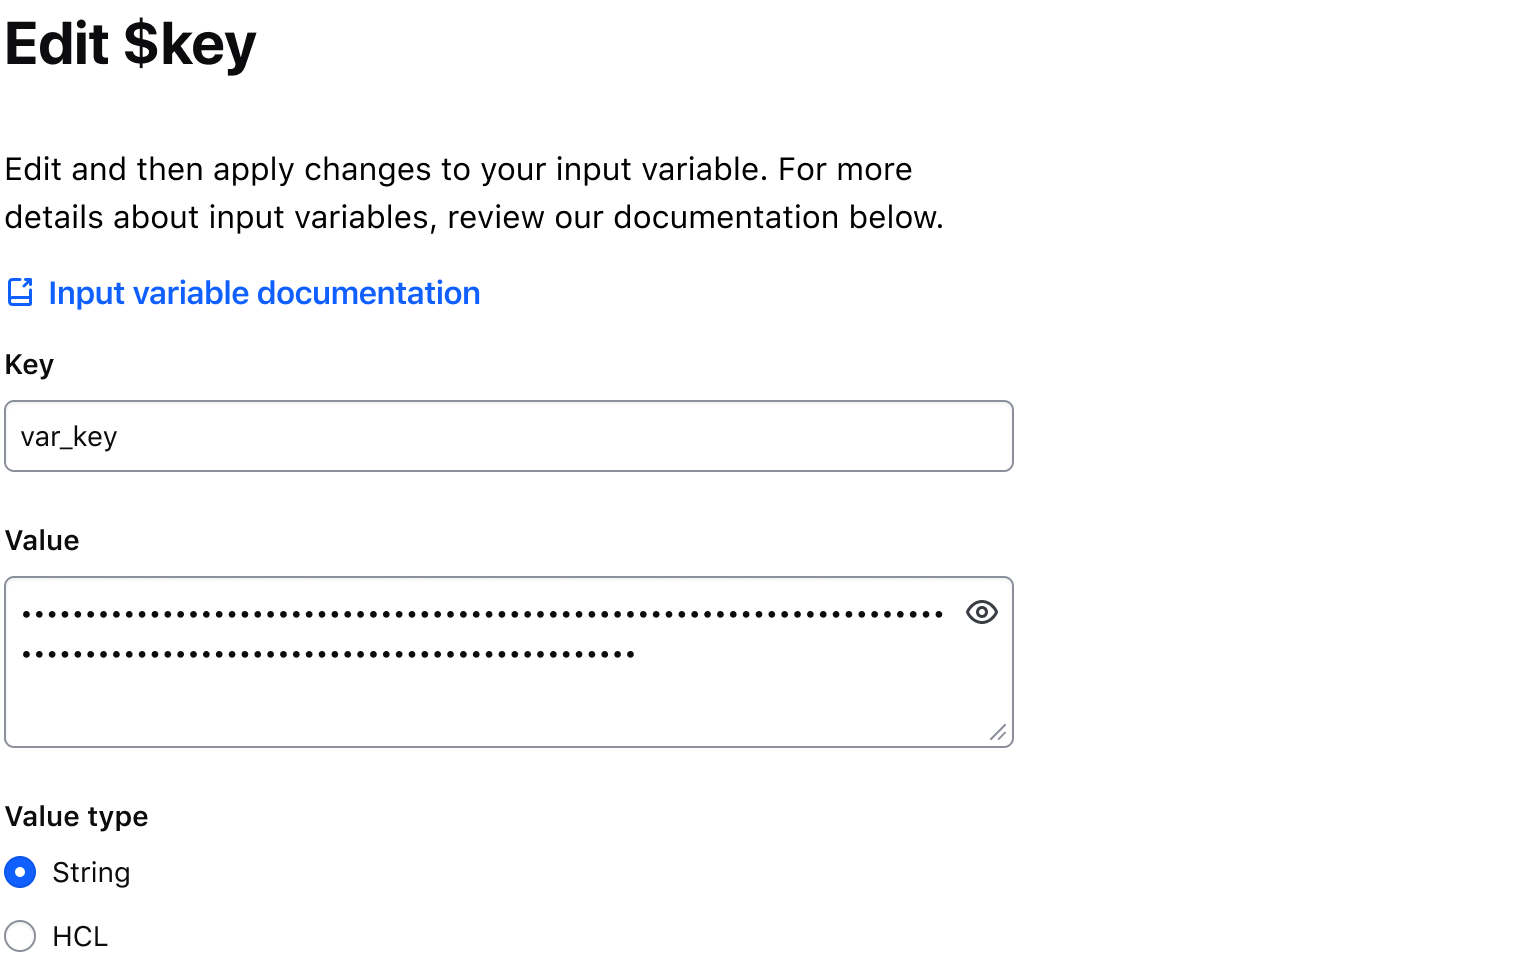 Edit $key
Edit and then apply changes to your input variable. For more
details about input variables, review our documentation below.
Input variable documentation
Key
var_key
Value
••••••••••••••••••••••••••••••••••••••••••••••••••••••••••••••••••••••••
••••••••••••••••••••••••••••••••••••••••••••••••
Value type
String
HCL